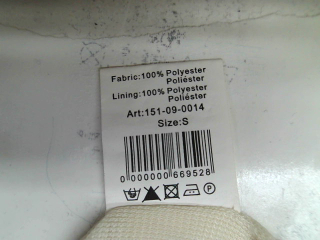 Fabric:100% Polyester
Poliéster
Lining:100% Polyester
Poliéster
Art:151-09-0014
Size:S
0 000000 669528
P